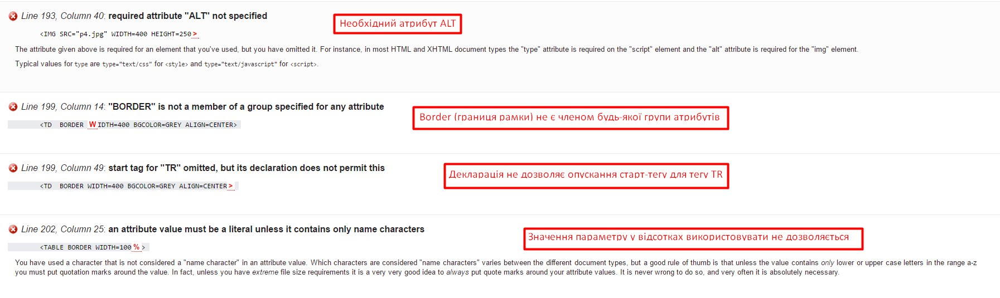 Line 193, Column 40: required attribute "ALT" not specified
Необхідний атрибут ALT
<IMG SRC="p4.jpg" WIDTH=400 HEIGHT=250>
The attribute given above is required for an element that you've used, but you have omitted it. For instance, in most HTML and XHTML document types the "type" attribute is required on the "script" element and the "alt" attribute is required for the "img" element.
Typical values for type are type="text/css" for <style> and type="text/javascript" for <script>.
Line 199, Column 14: "BORDER" is not a member of a group specified for any attribute
Border (границя рамки) не є членом будь-якої групи атрибутів
<TD  BORDER WIDTH=400 BGCOLOR=GREY ALIGN=CENTER>
Line 199, Column 49: start tag for "TR" omitted, but its declaration does not permit this
Декларація не дозволяє опускання старт-тегу для тегу TR
<TD  BORDER WIDTH=400 BGCOLOR=GREY ALIGN=CENTER>
Line 202, Column 25: an attribute value must be a literal unless it contains only name characters
Значення параметру у відсотках використовувати не дозволяється
<TABLE BORDER WIDTH=100%>
You have used a character that is not considered a "name character" in an attribute value. Which characters are considered "name characters" varies between the different document types, but a good rule of thumb is that unless the value contains only lower or upper case letters in the range a-z
you must put quotation marks around the value. In fact, unless you have extreme file size requirements it is a very very good idea to always put quote marks around your attribute values. It is never wrong to do so, and very often it is absolutely necessary.